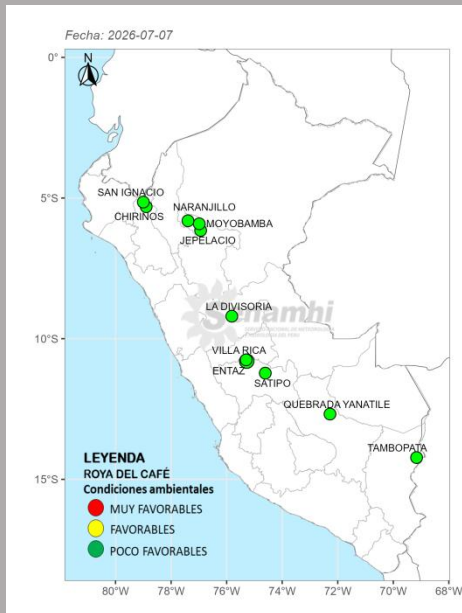 Fecha: 2026-07-07
N
0°
5°S
10°S
15°S
SAN IGNACIO
CHIRINOS
NARANJILLO
MOYOBAMBA
JEPELACIO
LA DIVISORIA
Senamhi
VILLA RICA
ENTAZ
SATIPO
QUEBRADA YANATILE
TAMBOPATA
LEYENDA
ROYA DEL CAFÉ
Condiciones ambientales
MUY FAVORABLES
FAVORABLES
POCO FAVORABLES
80°W 78°W 76°W 74°W 72°W 70°W 68°W